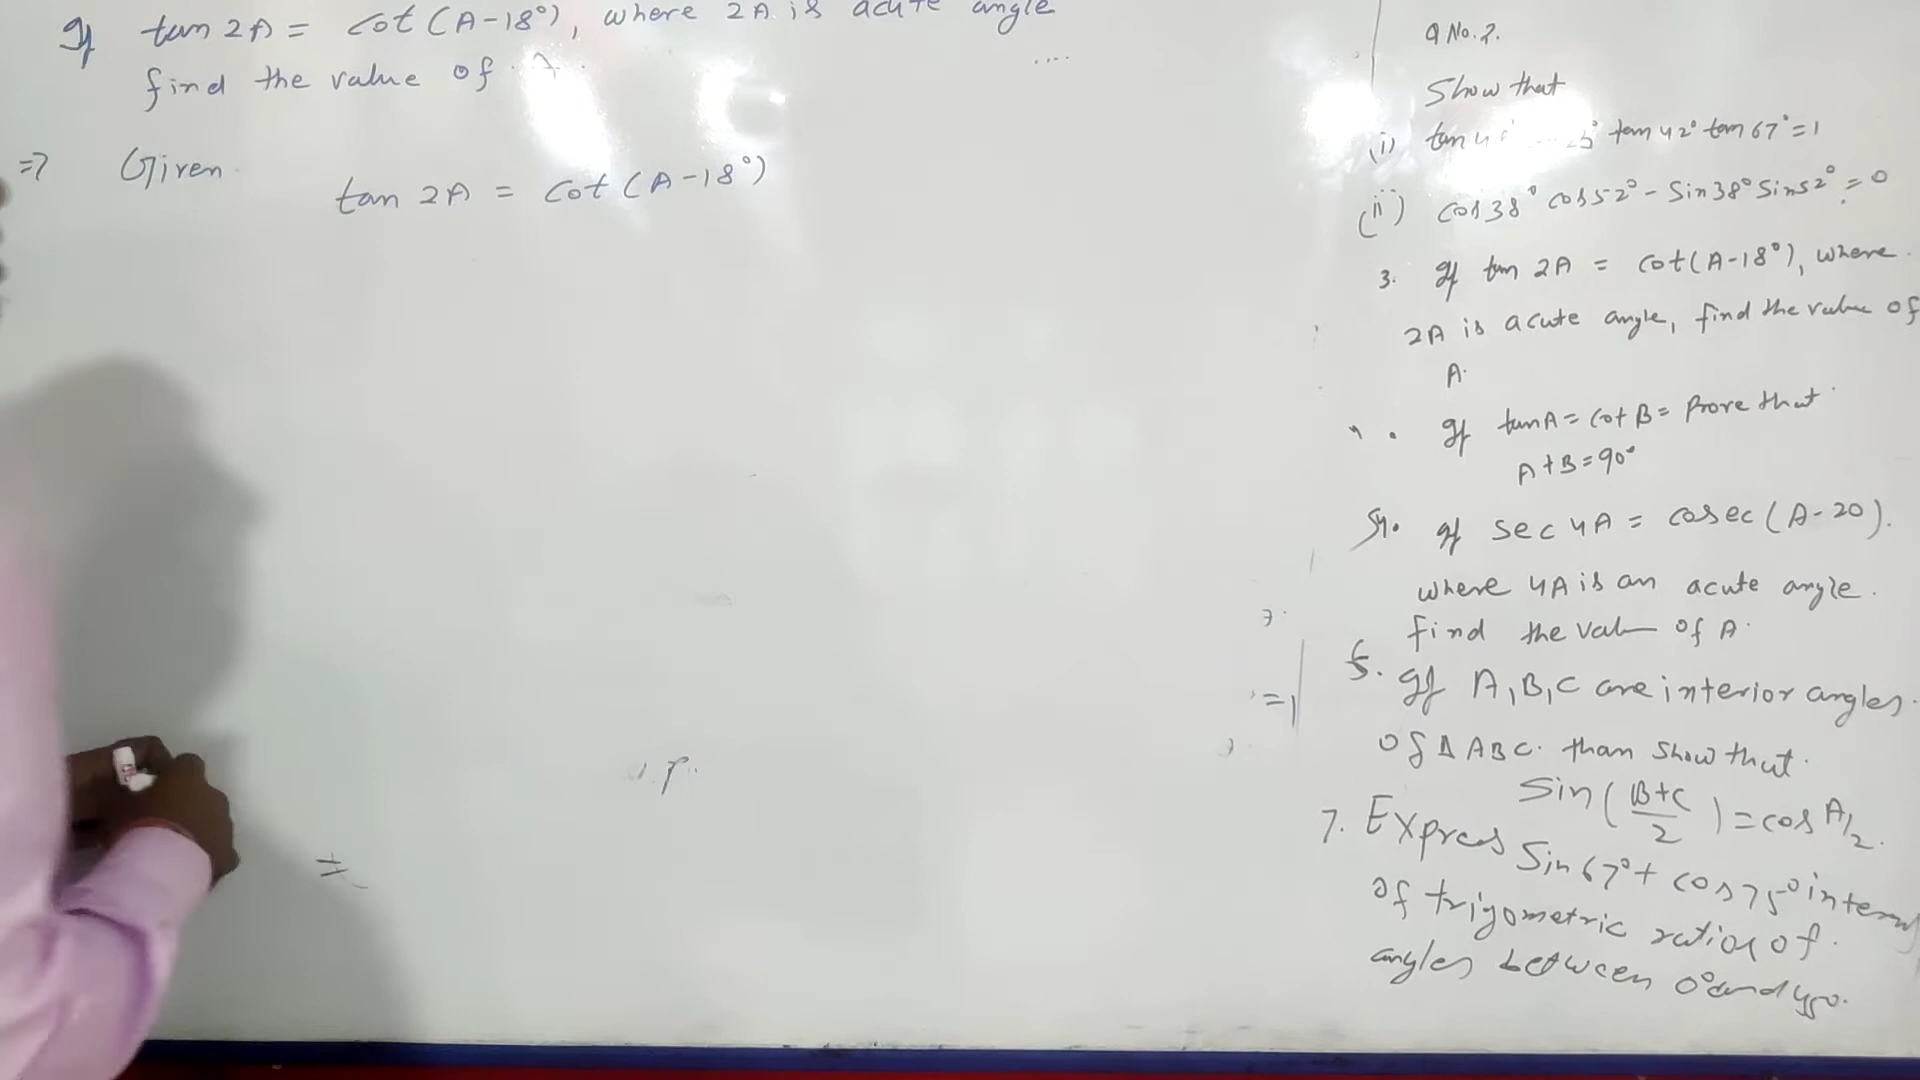 If tan 2A = cot (A-18°), where 2A is acute angle
find the value of
=> Given
tan 2A = cot (A-18°)
Q No. 2.
Show that
(i) tan 42° tan 67° = 1
(ii) cos 38° cos 52° - Sin 38° Sin 52° = 0
3. If tan 2A = cot (A-18°), where
2A is acute angle, find the value of
A.
If tan A = cot B = Prove that
A+B = 90°
If sec 4A = cosec (A-20).
where 4A is an acute angle.
find the val of A.
If A, B, C are interior angles.
of Δ ABC. than show that.
Sin (B+C/2) = cos A/2.
7. Expres Sin 67° + cos 75° in term
of trigometric ratio of.
angles between 0° and 45°.
= 1
=